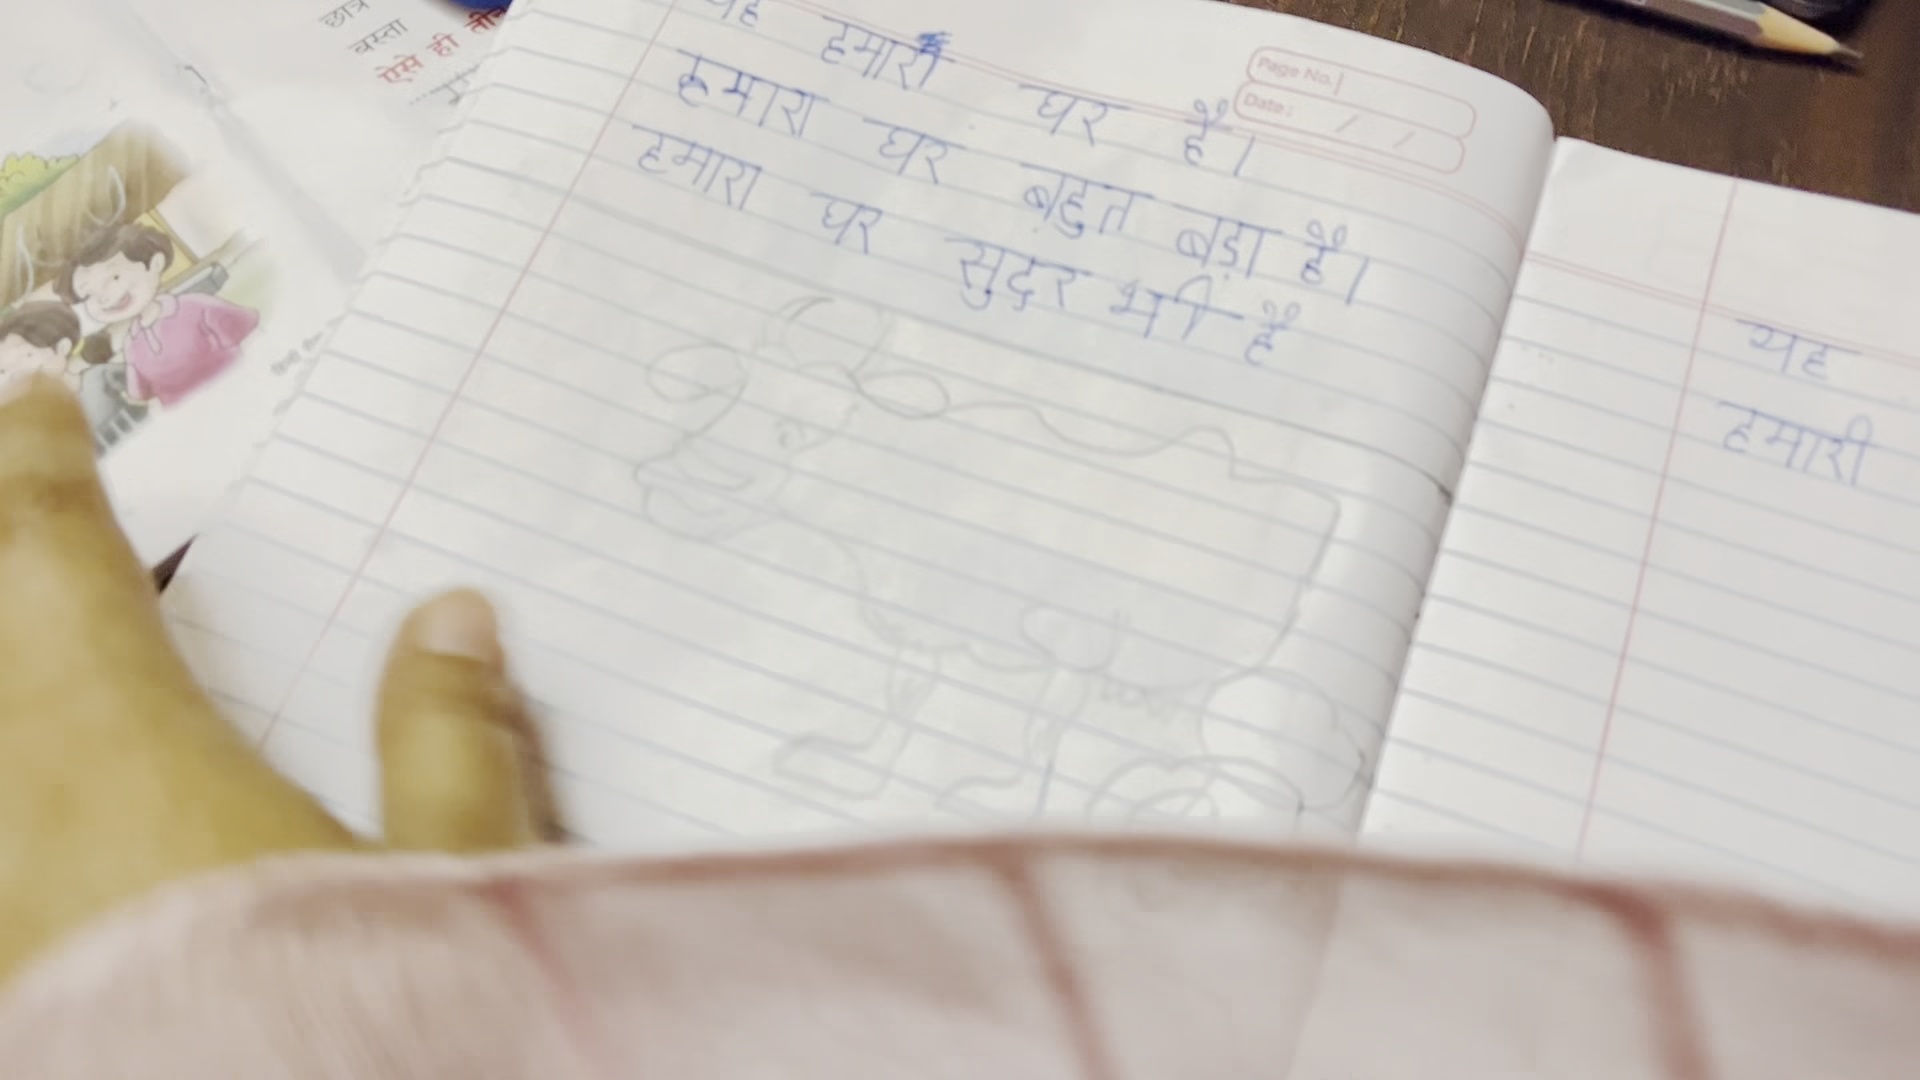 छात्र
बस्ता
ऐसे ही तीन
यह हमारा घर है।
हमारा घर बहुत बड़ा है।
हमारा घर सुदर भी है
Page No.
Date: / /
यह
हमारी